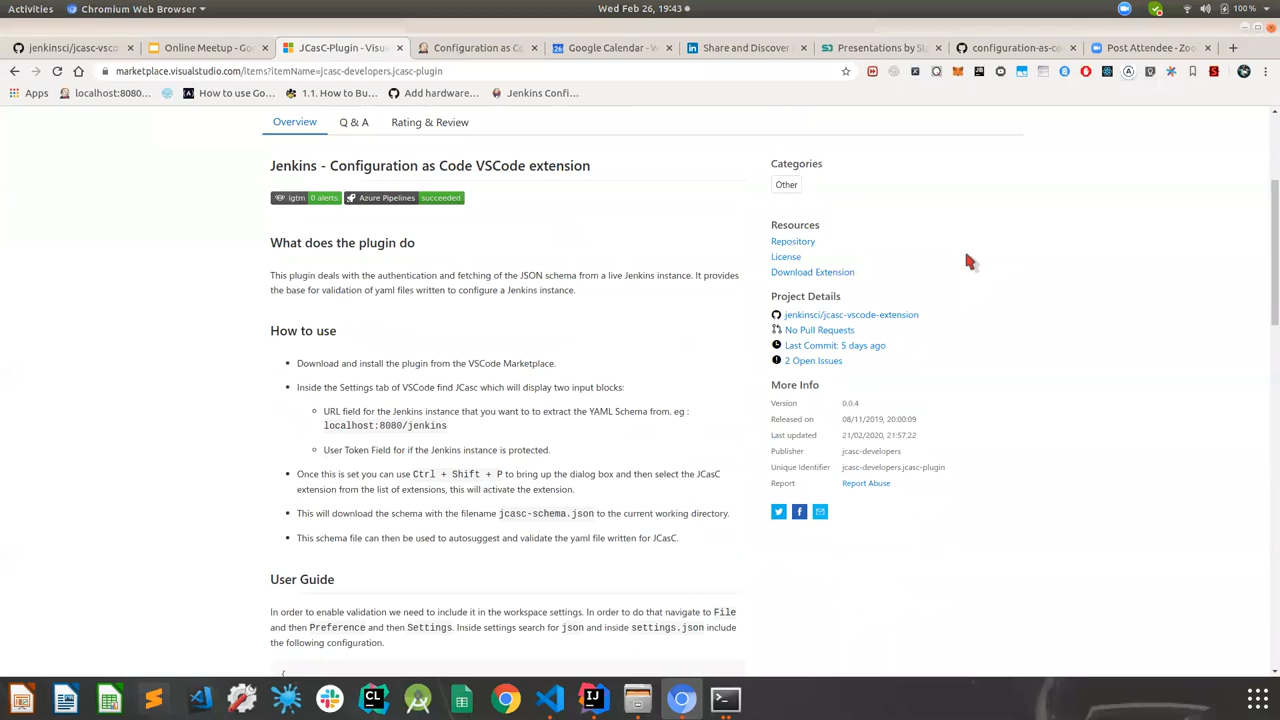 Activities Chromium Web Browser Wed Feb 26, 19:43 100 %
jenkinsci/jcasc-vsco Online Meetup - Go JCasC-Plugin - Visu Configuration as Co Google Calendar - W Share and Discover Presentations by Sl configuration-as-co Post Attendee - Zoo
marketplace.visualstudio.com/items?itemName=jcasc-developers.jcasc-plugin
Apps localhost:8080... How to use Go... 1.1. How to Bu... Add hardware... Jenkins Confi...
Overview Q & A Rating & Review
Jenkins - Configuration as Code VSCode extension
lgtm 0 alerts Azure Pipelines succeeded
What does the plugin do
This plugin deals with the authentication and fetching of the JSON schema from a live Jenkins instance. It provides
the base for validation of yaml files written to configure a Jenkins instance.
How to use
Download and install the plugin from the VSCode Marketplace.
Inside the Settings tab of VSCode find JCasc which will display two input blocks:
URL field for the Jenkins instance that you want to to extract the YAML Schema from. eg :
localhost:8080/jenkins
User Token Field for if the Jenkins instance is protected.
Once this is set you can use Ctrl + Shift + P to bring up the dialog box and then select the JCasC
extension from the list of extensions, this will activate the extension.
This will download the schema with the filename jcasc-schema.json to the current working directory.
This schema file can then be used to autosuggest and validate the yaml file written for JCasC.
User Guide
In order to enable validation we need to include it in the workspace settings. In order to do that navigate to File
and then Preference and then Settings. Inside settings search for json and inside settings.json include
the following configuration.
{
Categories
Other
Resources
Repository
License
Download Extension
Project Details
jenkinsci/jcasc-vscode-extension
No Pull Requests
Last Commit: 5 days ago
2 Open Issues
More Info
Version 0.0.4
Released on 08/11/2019, 20:00:09
Last updated 21/02/2020, 21:57:22
Publisher jcasc-developers
Unique Identifier jcasc-developers.jcasc-plugin
Report Report Abuse